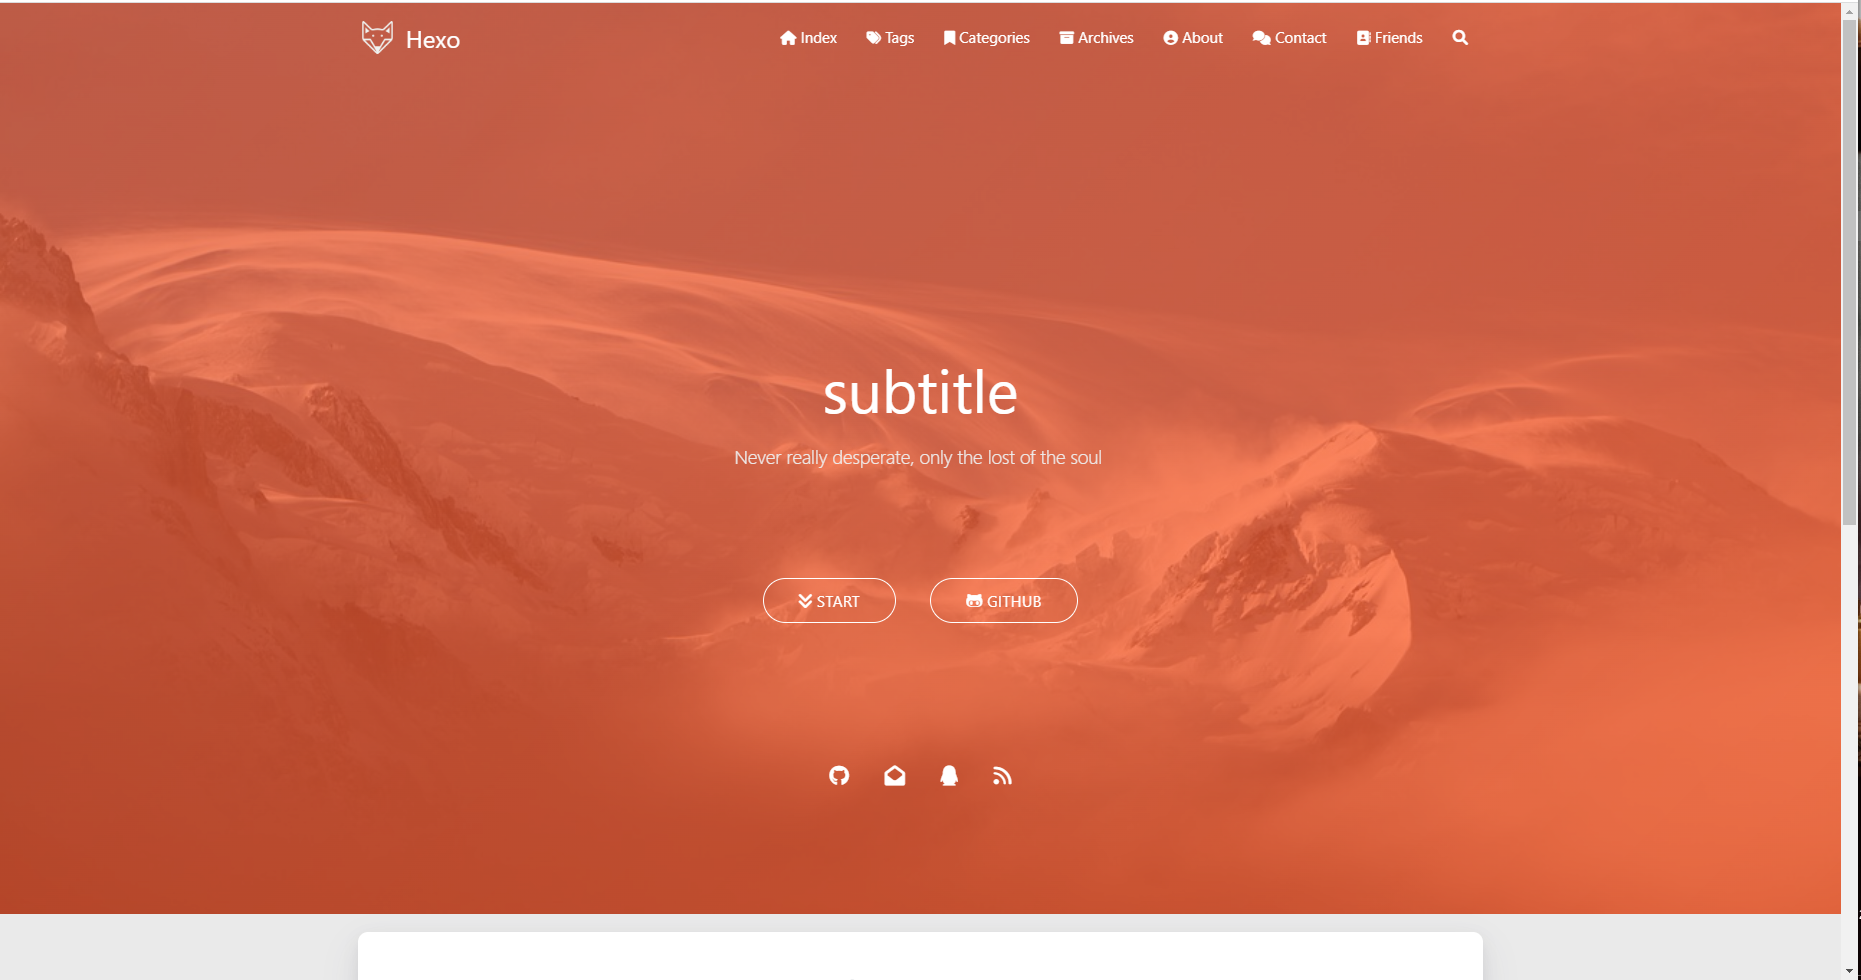 Hexo
Index Tags Categories Archives About Contact Friends
subtitle
Never really desperate, only the lost of the soul
START GITHUB